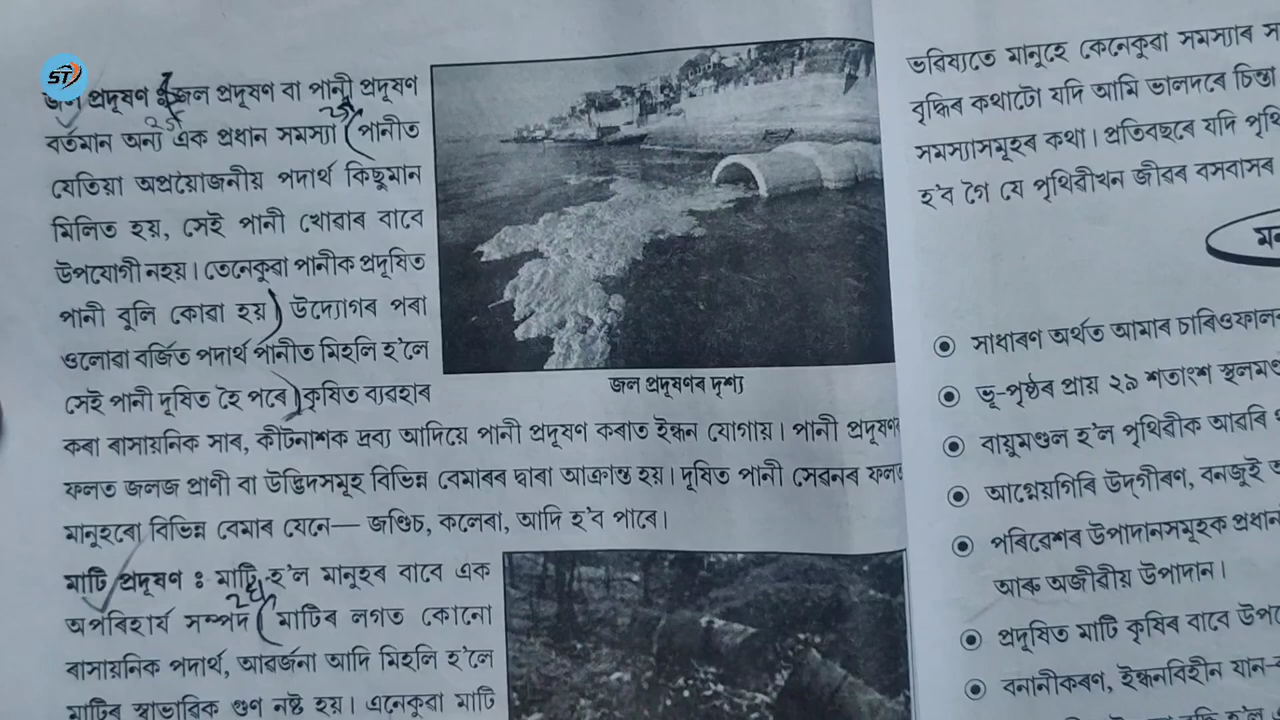 ST
জল প্ৰদূষণ ঃ জল প্ৰদূষণ বা পানী প্ৰদূষণ
বৰ্তমান অন্য এক প্ৰধান সমস্যা। পানীত
যেতিয়া অপ্ৰয়োজনীয় পদাৰ্থ কিছুমান
মিলিত হয়, সেই পানী খোৱাৰ বাবে
উপযোগী নহয়। তেনেকুৱা পানীক প্ৰদূষিত
পানী বুলি কোৱা হয়। উদ্যোগৰ পৰা
ওলোৱা বৰ্জিত পদাৰ্থ পানীত মিহলি হ'লে
সেই পানী দূষিত হৈ পৰে। কৃষিত ব্যৱহাৰ
কৰা ৰাসায়নিক সাৰ, কীটনাশক দ্ৰব্য আদিয়ে পানী প্ৰদূষণ কৰাত ইন্ধন যোগায়। পানী প্ৰদূষণৰ
ফলত জলজ প্ৰাণী বা উদ্ভিদসমূহ বিভিন্ন বেমাৰৰ দ্বাৰা আক্ৰান্ত হয়। দূষিত পানী সেৱনৰ ফলত
মানুহৰো বিভিন্ন বেমাৰ যেনে— জণ্ডিচ, কলেৰা, আদি হ'ব পাৰে।
জল প্ৰদূষণৰ দৃশ্য
মাটি প্ৰদূষণ ঃ মাটি হ'ল মানুহৰ বাবে এক
অপৰিহাৰ্য সম্পদ। মাটিৰ লগত কোনো
ৰাসায়নিক পদাৰ্থ, আৱৰ্জনা আদি মিহলি হ'লে
মাটিৰ স্বাভাৱিক গুণ নষ্ট হয়। এনেকুৱা মাটি
ভৱিষ্যতে মানুহে কেনেকুৱা সমস্যাৰ
বৃদ্ধিৰ কথাটো যদি আমি ভালদৰে চিন্তা
সমস্যাসমূহৰ কথা। প্ৰতিবছৰে যদি
হ'ব গৈ যে পৃথিৱীখন জীৱৰ বসবাসৰ
সাধাৰণ অৰ্থত আমাৰ
ভূ-পৃষ্ঠৰ প্ৰায় ২৯ শতাংশ
বায়ুমণ্ডল হ'ল পৃথিৱীক আৱৰি
আগ্নেয়গিৰি উদ্‌গীৰণ, বনজুই
পৰিৱেশৰ উপাদানসমূহক প্ৰধান
আৰু অজীৱীয় উপাদান।
প্ৰদূষিত মাটি কৃষিৰ বাবে
বনানীকৰণ, ইন্ধনবিহীন